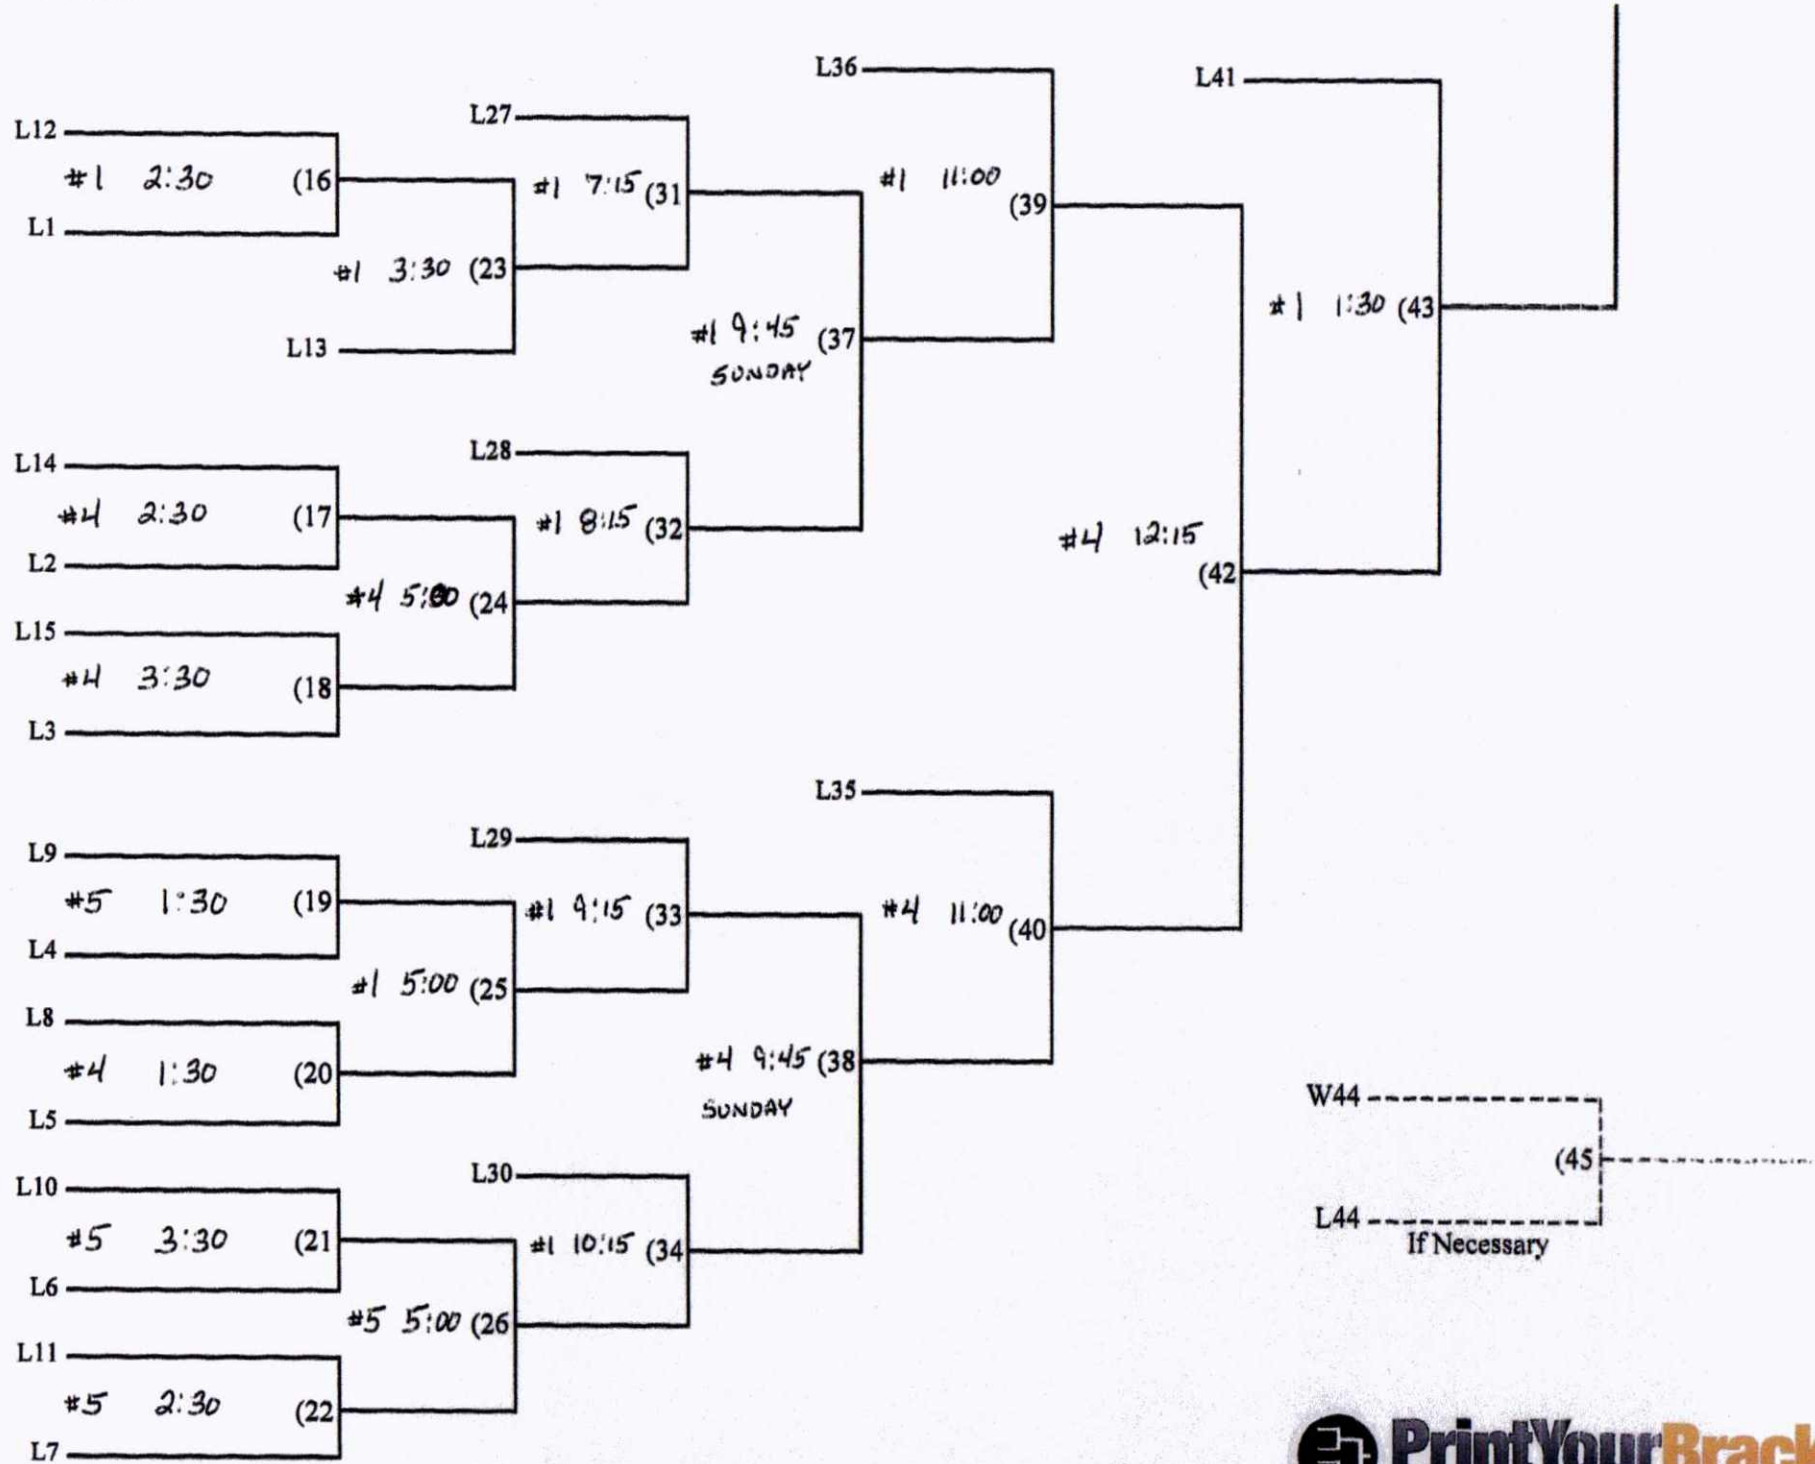 L36
L41
L27
L12
#1 2:30 (16
#1 7:15 (31
#1 11:00
(39
L1
#1 3:30 (23
#1 1:30 (43
L13
#1 9:45 (37
SUNDAY
L28
L14
#4 2:30 (17
#1 8:15 (32
#4 12:15
(42
L2
#4 5:00 (24
L15
#4 3:30 (18
L3
L35
L29
L9
#5 1:30 (19
#1 9:15 (33
#4 11:00 (40
L4
#1 5:00 (25
L8
#4 1:30 (20
#4 9:45 (38
SUNDAY
L5
W44
(45
L30
L10
#5 3:30 (21
#1 10:15 (34
L44
If Necessary
L6
#5 5:00 (26
L11
#5 2:30 (22
L7
PrintYourBrack